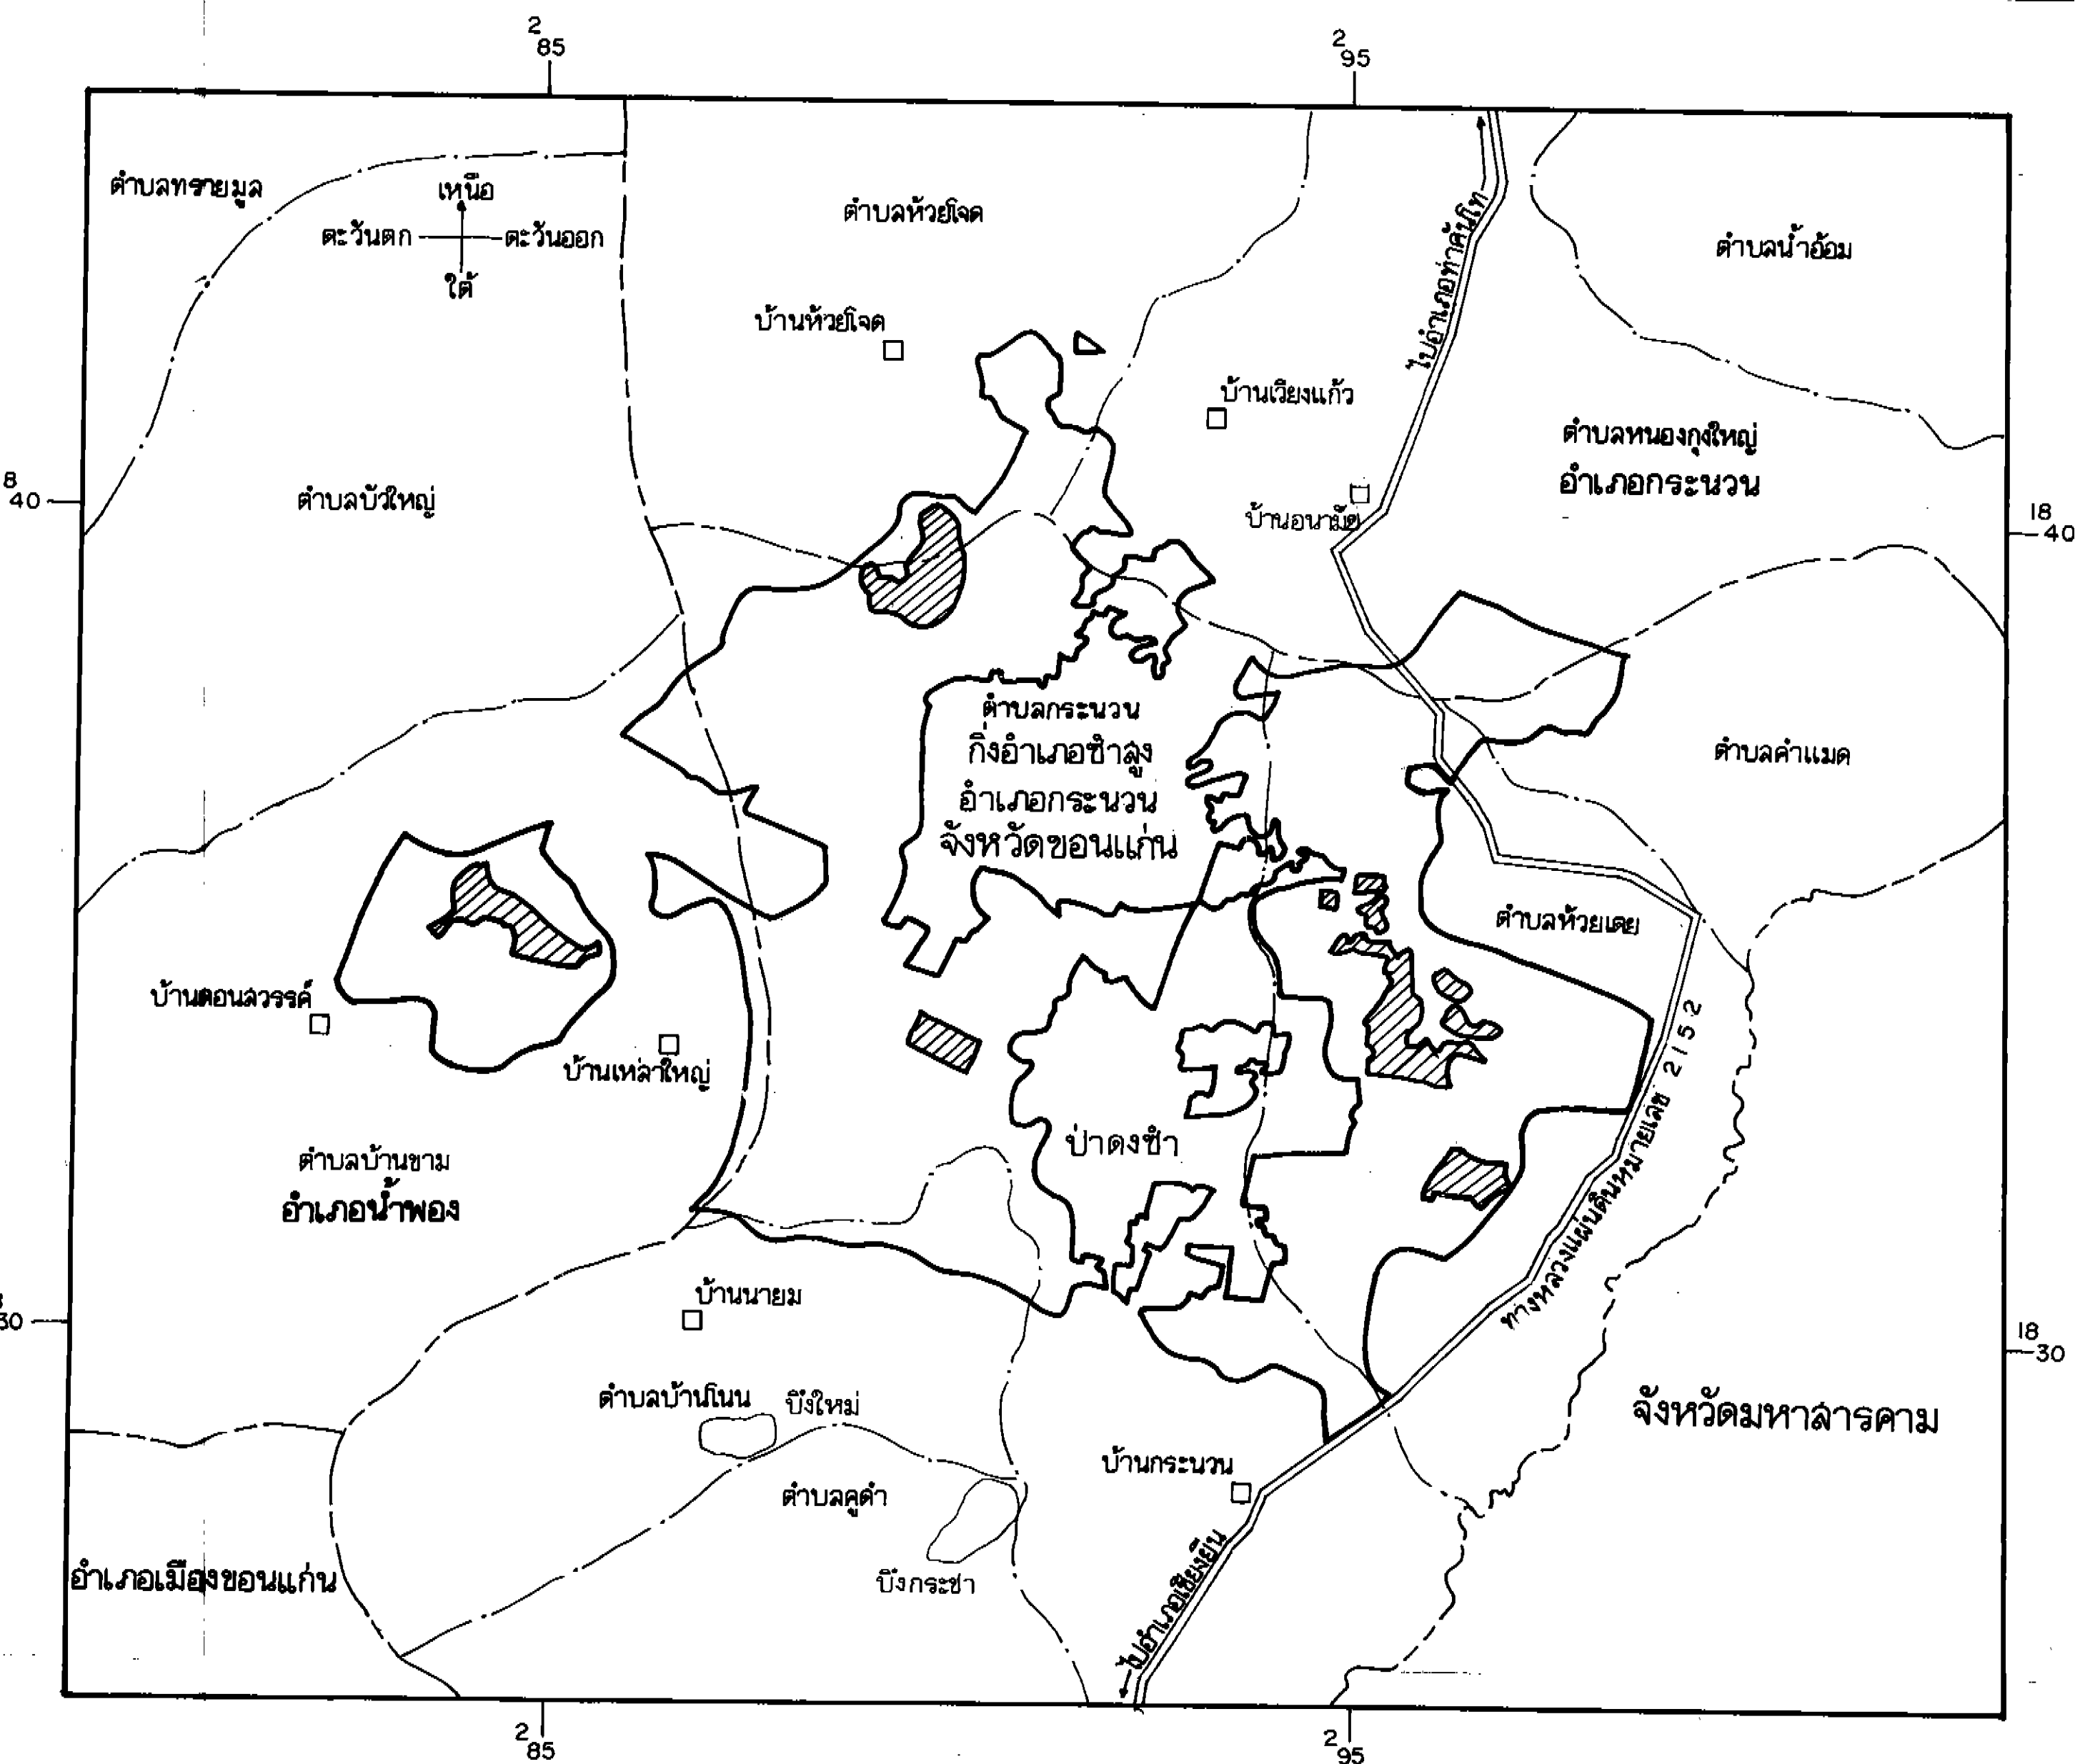 2
85
2
95
ตำบลทรายมูล
เหนือ
ตะวันตก
ตะวันออก
ใต้
ตำบลห้วยโจด
ตำบลน้ำอ้อม
ไปอำเภอท่าคันโท
บ้านห้วยโจด
บ้านเวียงแก้ว
ตำบลหนองกุงใหญ่
อำเภอกระนวน
8
40
ตำบลบัวใหญ่
บ้านอนามัย
18
40
ตำบลกระนวน
กิ่งอำเภอซำสูง
อำเภอกระนวน
จังหวัดขอนแก่น
ตำบลคำแมด
ตำบลห้วยเตย
บ้านดอนสวรรค์
บ้านเหล่าใหญ่
ทางหลวงแผ่นดินหมายเลข 2152
ป่าดงซำ
ตำบลบ้านขาม
อำเภอน้ำพอง
บ้านนายม
30
18
30
ตำบลบ้านโนน
บึงใหม่
จังหวัดมหาสารคาม
บ้านกระนวน
ตำบลคูคำ
บึงกระซา
อำเภอเมืองขอนแก่น
ไปอำเภอเชียงยืน
2
85
2
95